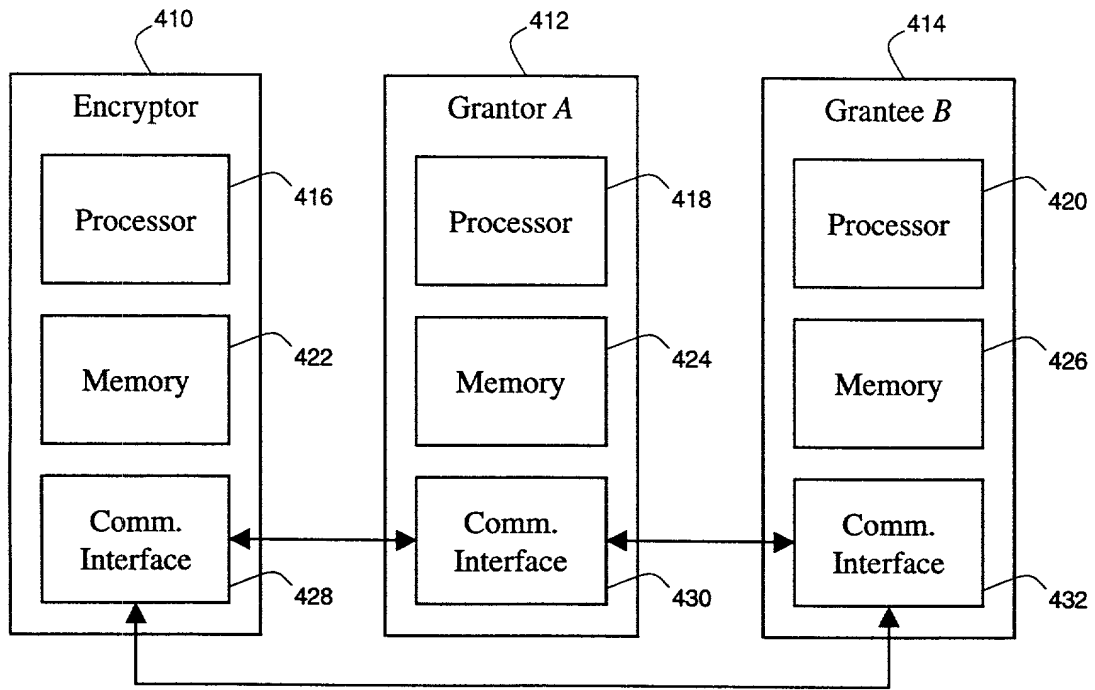 410
412
414
Encryptor
Grantor A
Grantee B
Processor
416
Processor
418
Processor
420
Memory
422
Memory
424
Memory
426
Comm.
Interface
428
Comm.
Interface
430
Comm.
Interface
432